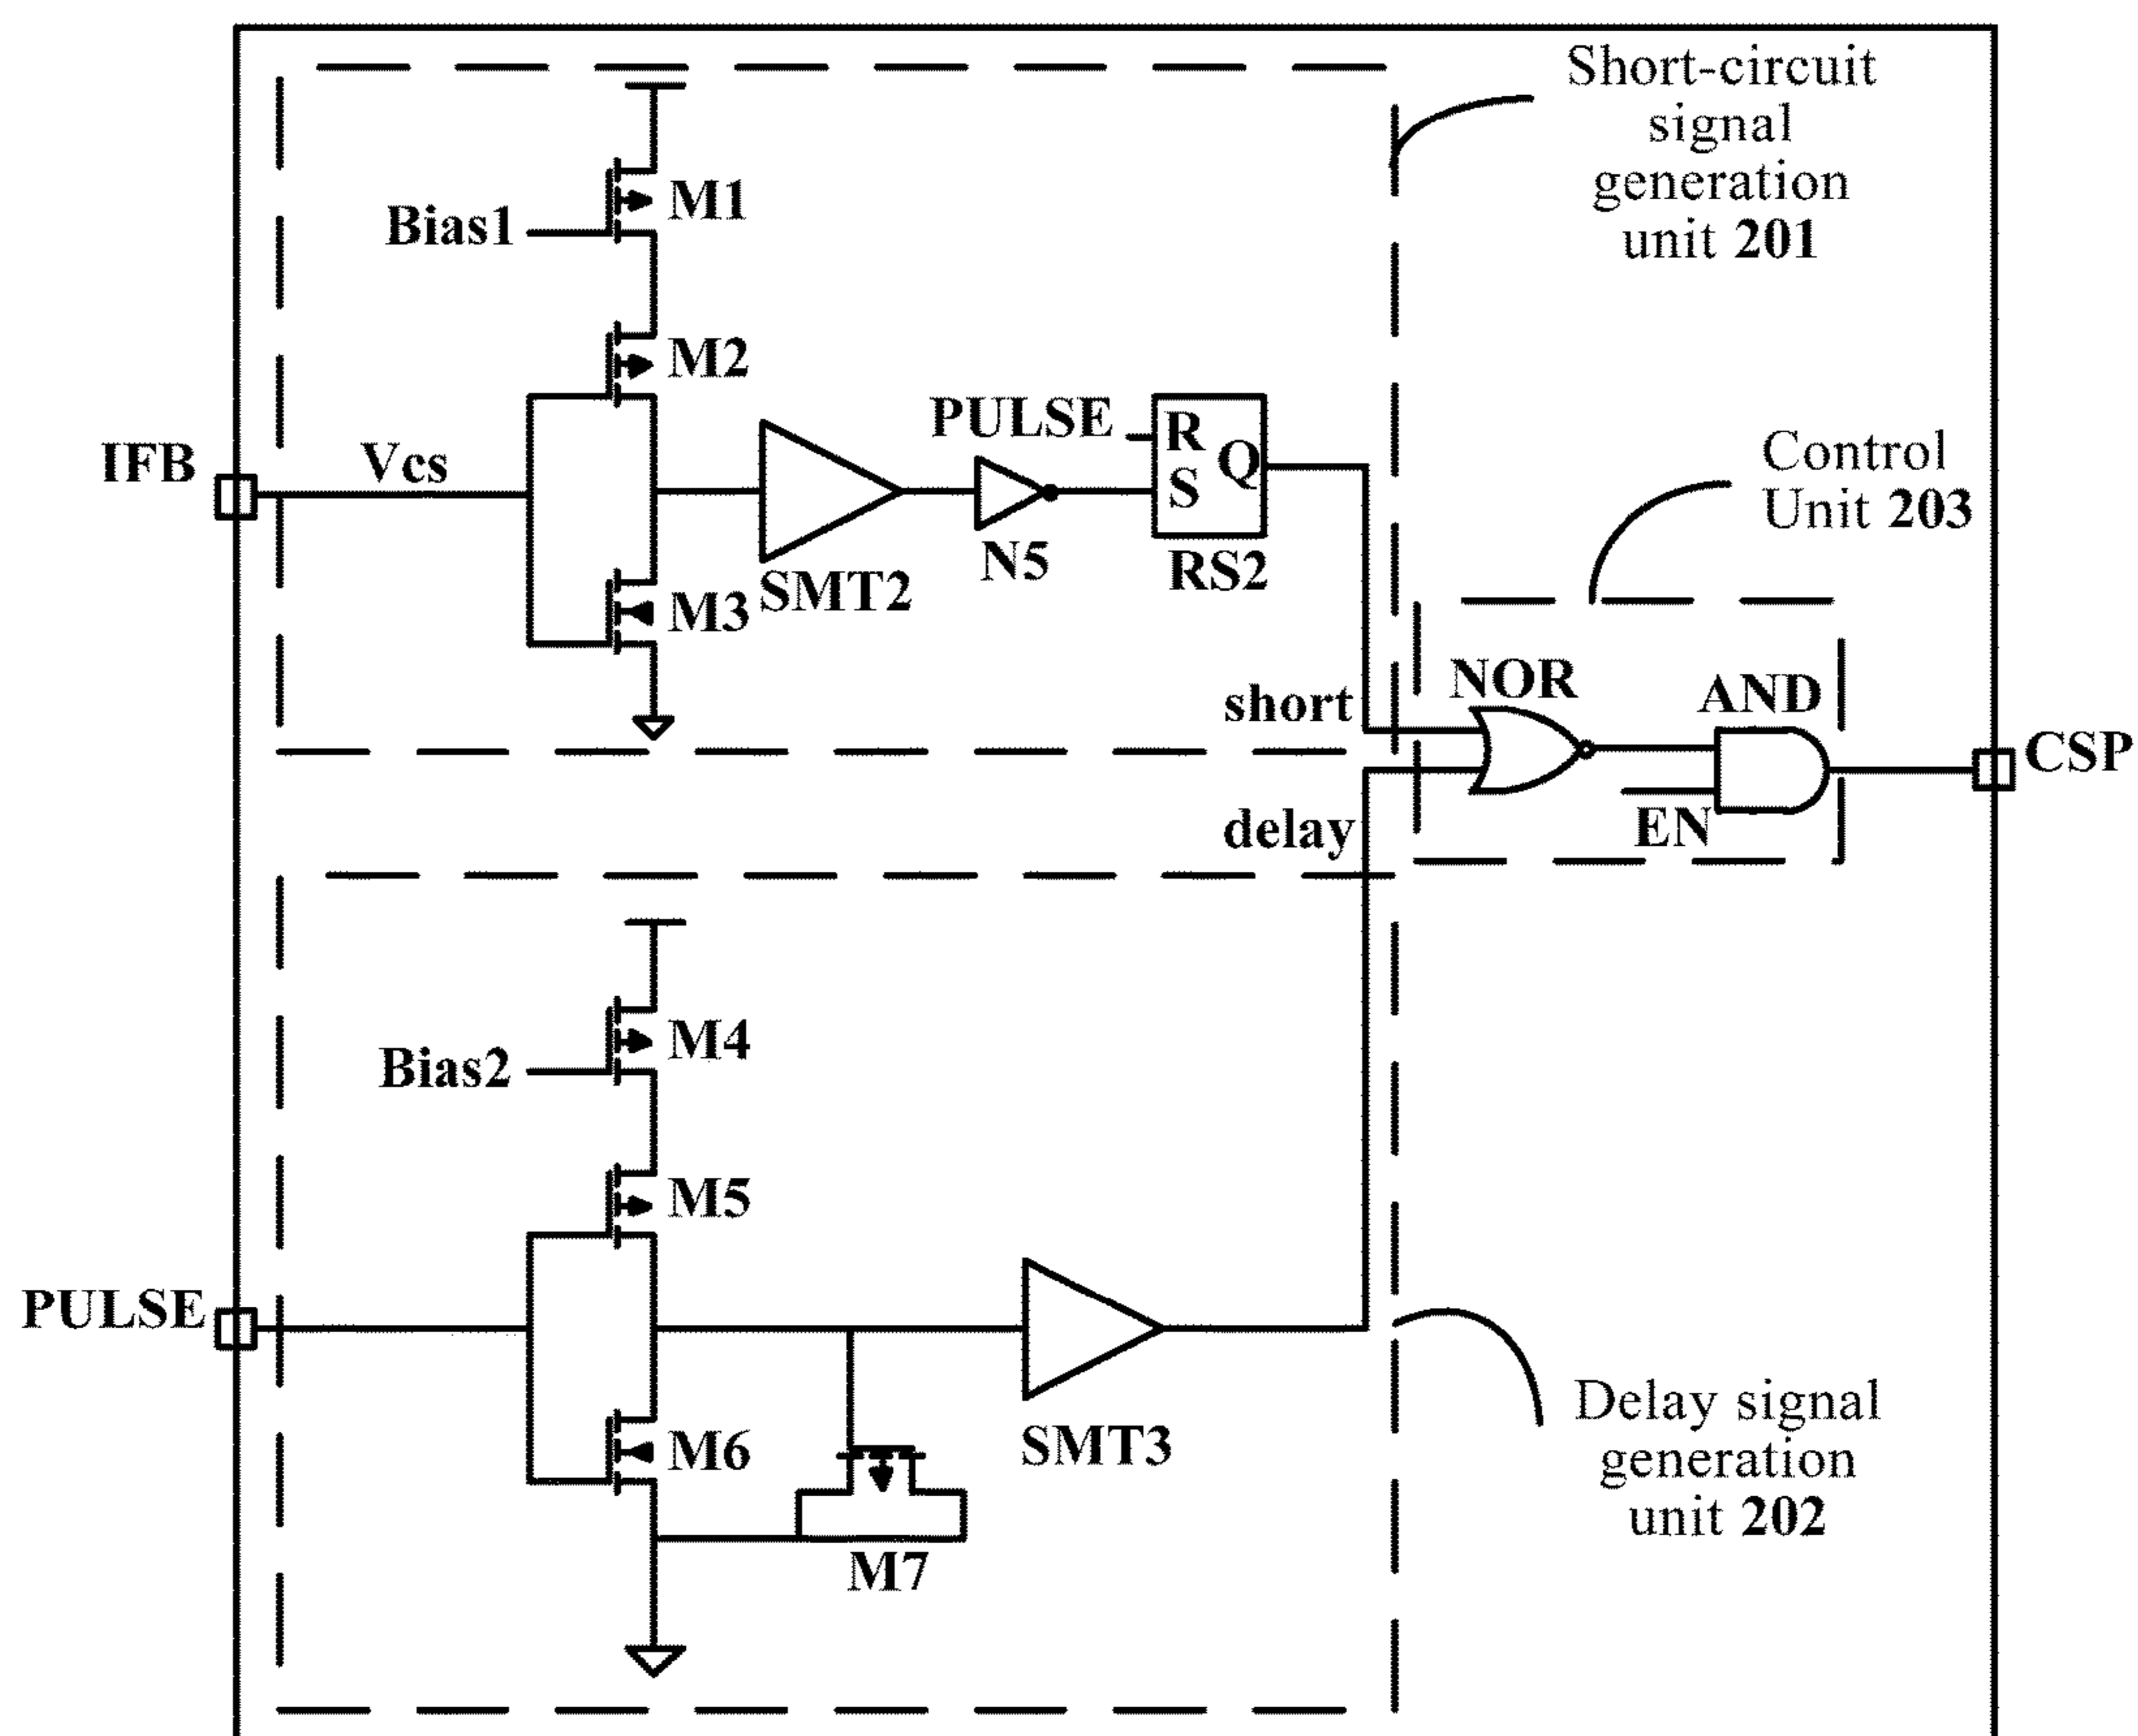 Short-circuit
signal
generation
unit 201
M1
Bias1
M2
PULSE
R
Q
S
IFB
Vcs
Control
Unit 203
N5
RS2
SMT2
M3
short
NOR
AND
CSP
EN
delay
M4
Bias2
M5
PULSE
M6
SMT3
Delay signal
generation
unit 202
M7